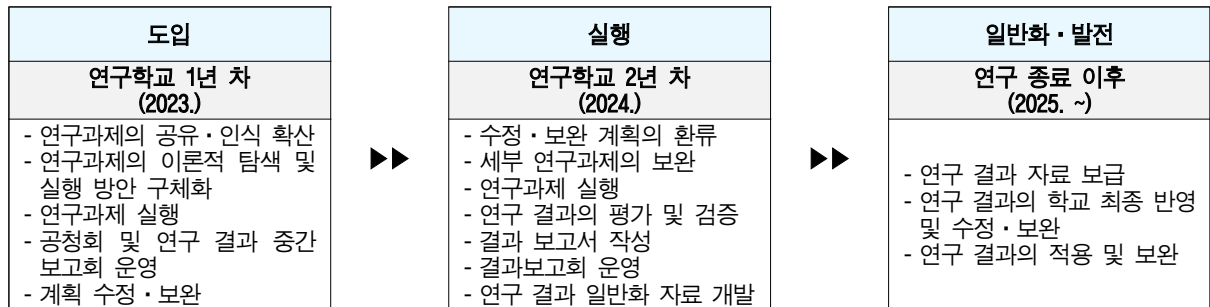 도입
연구학교 1년 차
(2023.)
- 연구과제의 공유・인식 확산
- 연구과제의 이론적 탐색 및
실행 방안 구체화
- 연구과제 실행
- 공청회 및 연구 결과 중간
보고회 운영
- 계획 수정・보완
▶▶
실행
연구학교 2년 차
(2024.)
- 수정・보완 계획의 환류
- 세부 연구과제의 보완
- 연구과제 실행
- 연구 결과의 평가 및 검증
- 결과 보고서 작성
- 결과보고회 운영
- 연구 결과 일반화 자료 개발
▶▶
일반화・발전
연구 종료 이후
(2025. ~)
- 연구 결과 자료 보급
- 연구 결과의 학교 최종 반영
및 수정・보완
- 연구 결과의 적용 및 보완